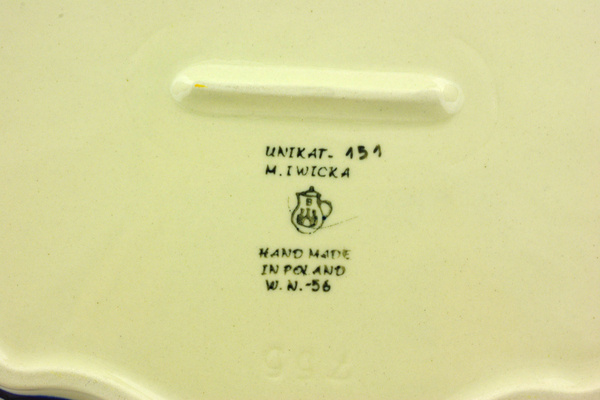 UNIKAT- 151
M. IWICKA
B
HAND MADE
IN POLAND
W. N.-56